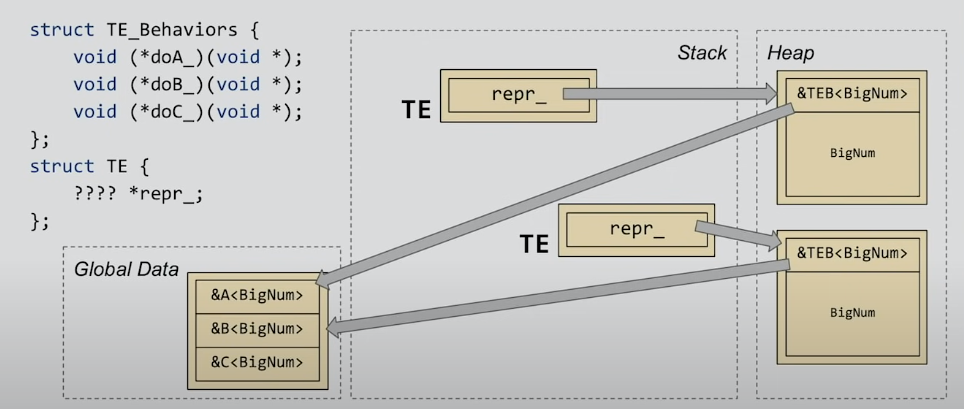 struct TE_Behaviors {
    void (*doA_)(void *);
    void (*doB_)(void *);
    void (*doC_)(void *);
};
struct TE {
    ???? *repr_;
};
Stack
Heap
TE
repr_
&TEB<BigNum>
BigNum
TE
repr_
&TEB<BigNum>
BigNum
Global Data
&A<BigNum>
&B<BigNum>
&C<BigNum>